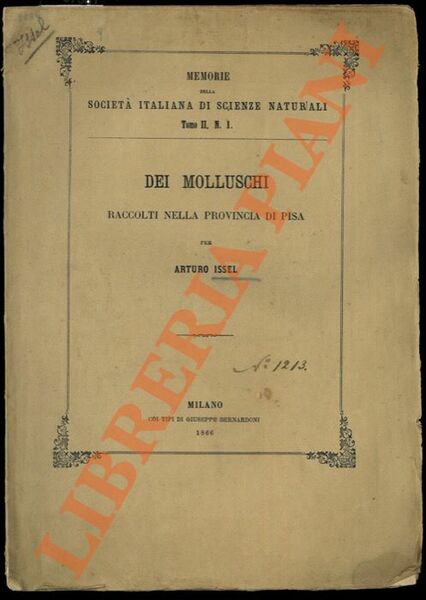 Issel
MEMORIE
DELLA
SOCIETÀ ITALIANA DI SCIENZE NATURALI
Tomo II, N. 1.
DEI MOLLUSCHI
RACCOLTI NELLA PROVINCIA DI PISA
PER
ARTURO ISSEL
N.º 1213.
MILANO
COI TIPI DI GIUSEPPE BERNARDONI
1866
LIBRERIA PIANI